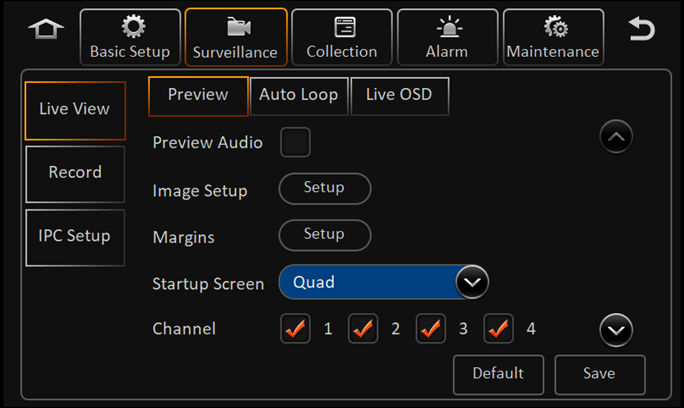 Basic Setup Surveillance Collection Alarm Maintenance
Live View
Record
IPC Setup
Preview Auto Loop Live OSD
Preview Audio
Image Setup Setup
Margins Setup
Startup Screen Quad
Channel 1 2 3 4
Default Save